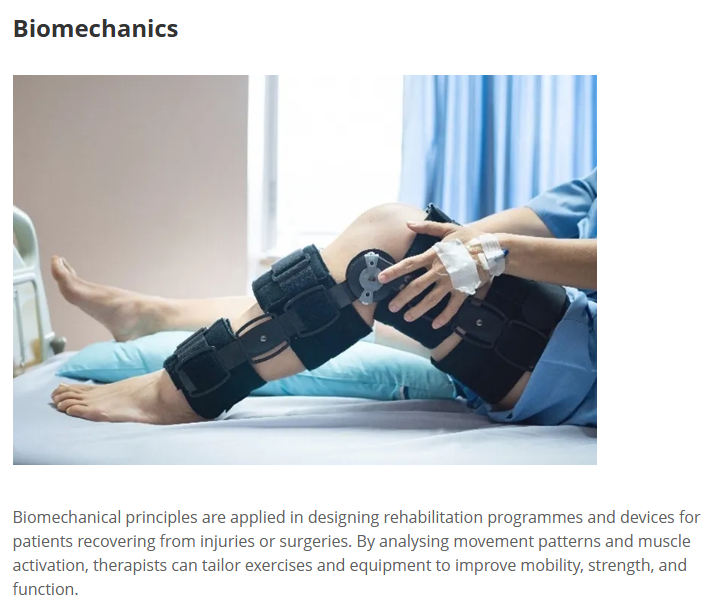 Biomechanics
Biomechanical principles are applied in designing rehabilitation programmes and devices for
patients recovering from injuries or surgeries. By analysing movement patterns and muscle
activation, therapists can tailor exercises and equipment to improve mobility, strength, and
function.